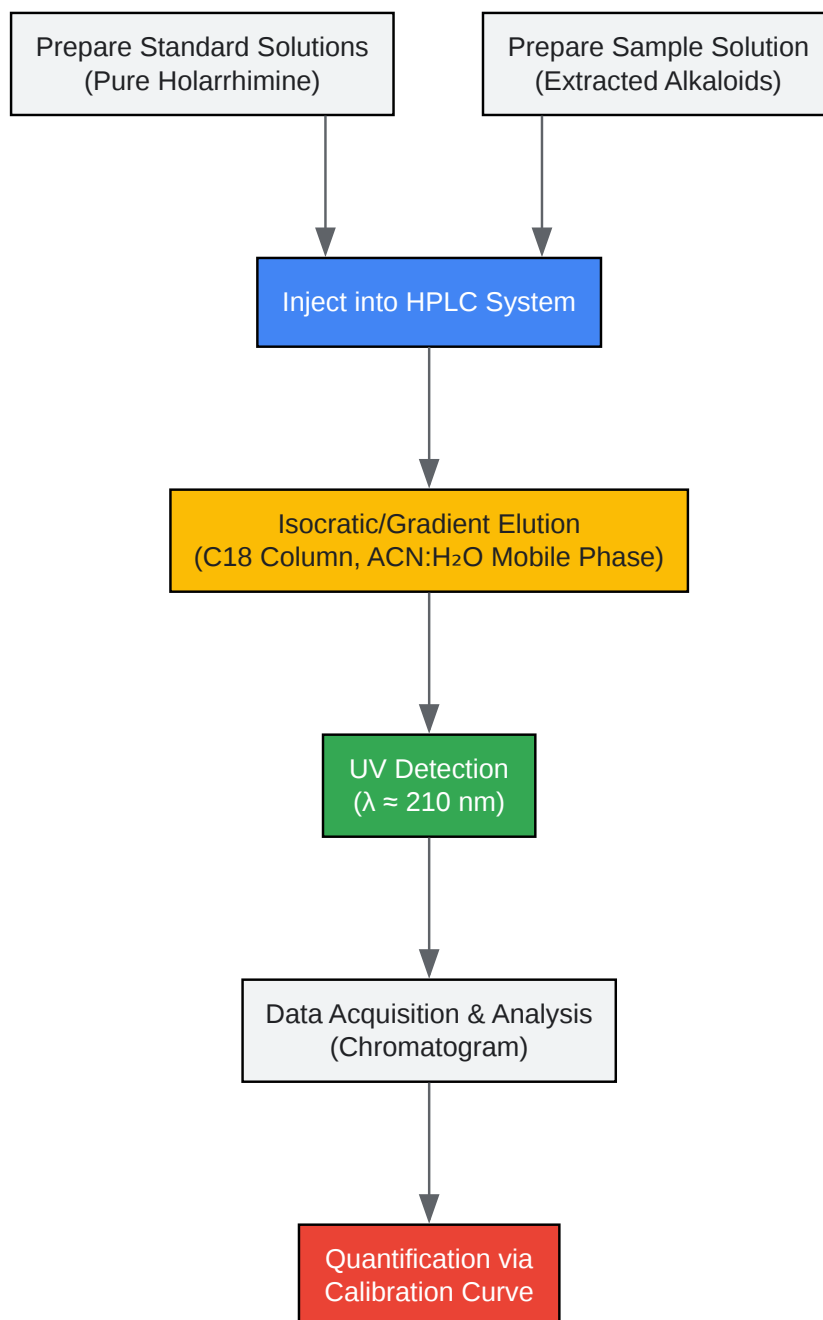 Prepare Standard Solutions
(Pure Holarrhimine)
Prepare Sample Solution
(Extracted Alkaloids)
Inject into HPLC System
Isocratic/Gradient Elution
(C18 Column, ACN:H₂O Mobile Phase)
UV Detection
(λ ≈ 210 nm)
Data Acquisition & Analysis
(Chromatogram)
Quantification via
Calibration Curve